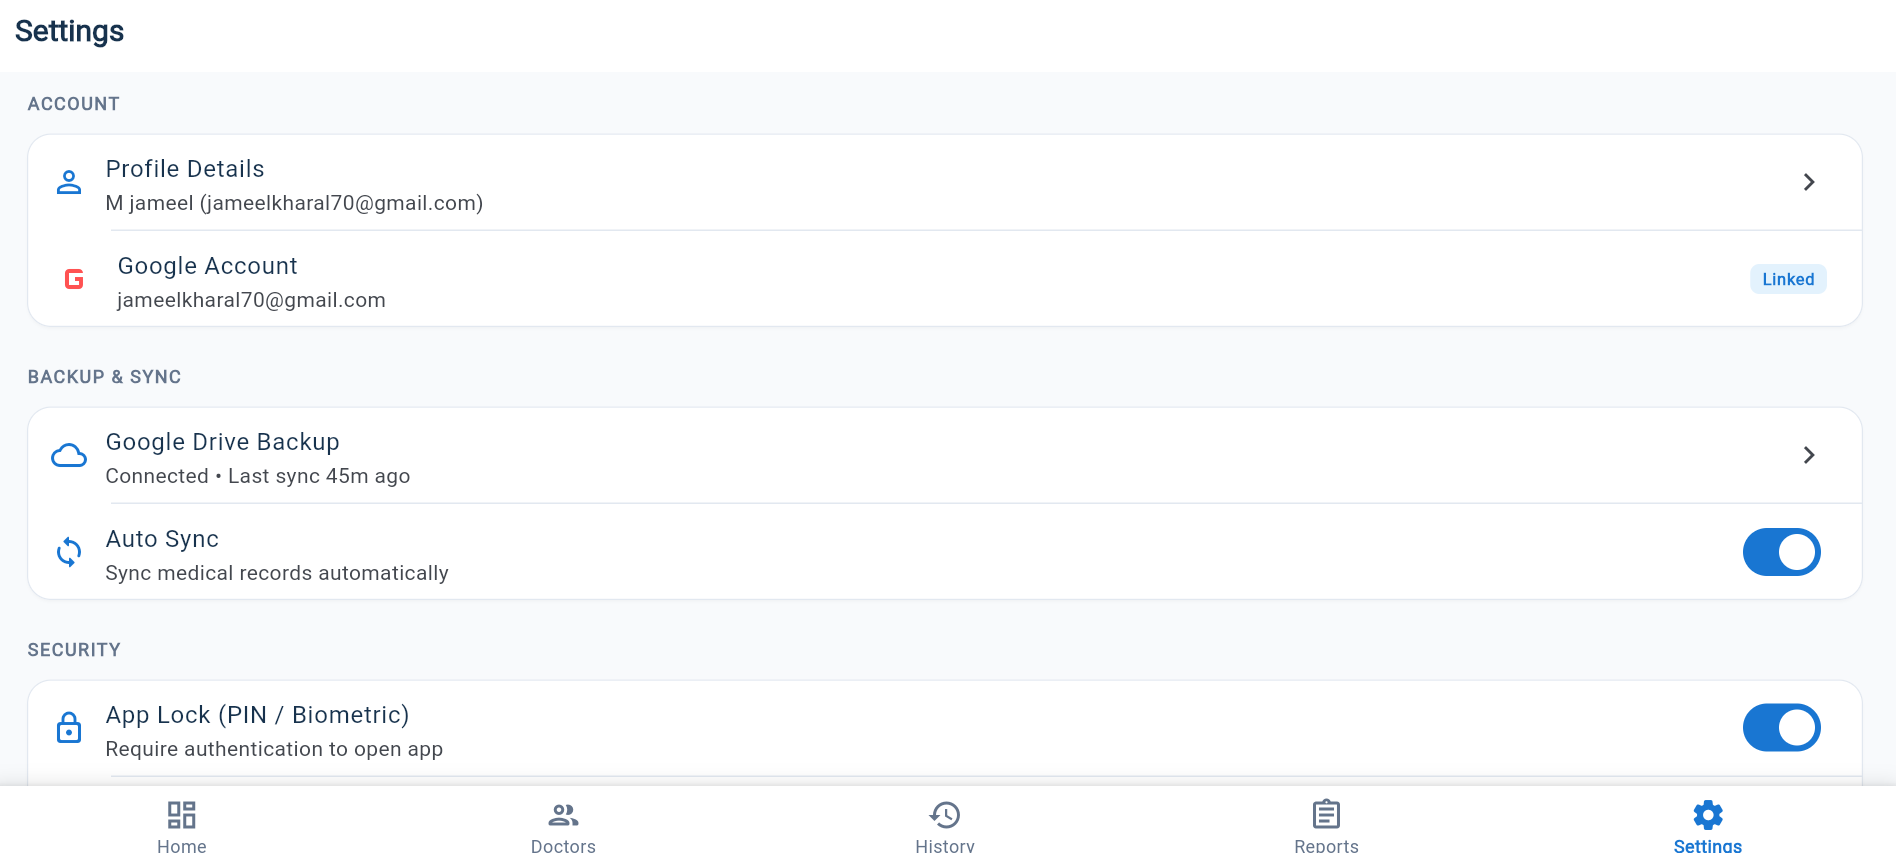 Settings
ACCOUNT
Profile Details
M jameel (jameelkharal70@gmail.com)
Google Account
jameelkharal70@gmail.com
Linked
BACKUP & SYNC
Google Drive Backup
Connected • Last sync 45m ago
Auto Sync
Sync medical records automatically
SECURITY
App Lock (PIN / Biometric)
Require authentication to open app
Home
Doctors
History
Reports
Settings